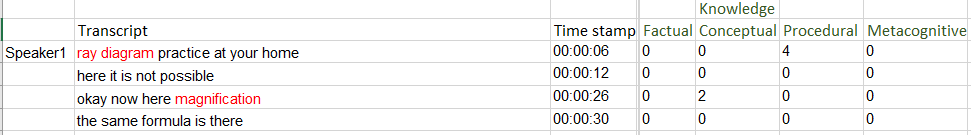 Knowledge
Transcript Time stamp Factual Conceptual Procedural Metacognitive
Speaker1 ray diagram practice at your home 00:00:06 0 0 4 0
here it is not possible 00:00:12 0 0 0 0
okay now here magnification 00:00:26 0 2 0 0
the same formula is there 00:00:30 0 0 0 0